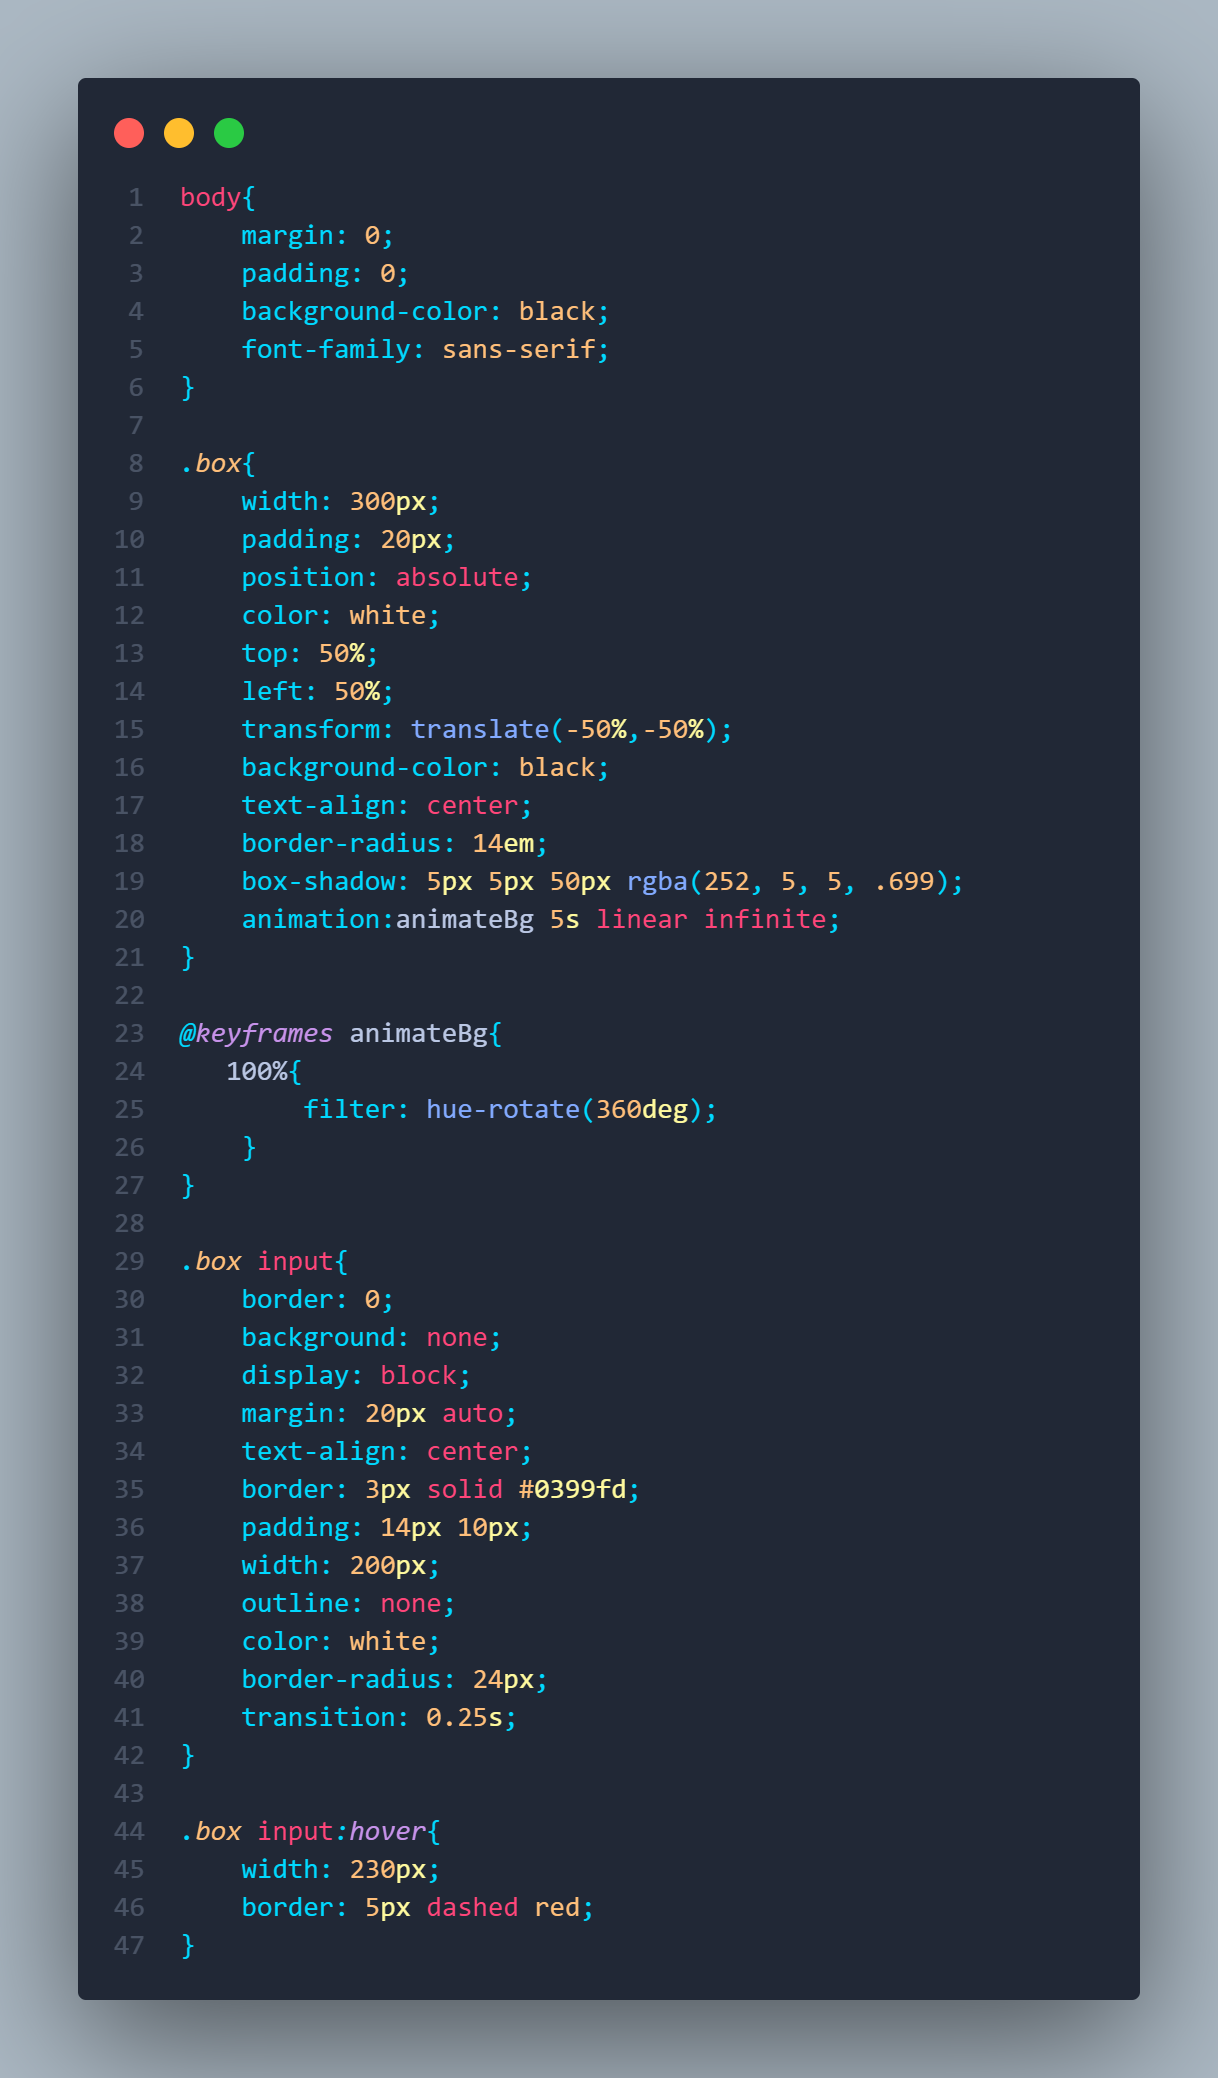 1 body{
2     margin: 0;
3     padding: 0;
4     background-color: black;
5     font-family: sans-serif;
6 }
7
8 .box{
9     width: 300px;
10     padding: 20px;
11     position: absolute;
12     color: white;
13     top: 50%;
14     left: 50%;
15     transform: translate(-50%,-50%);
16     background-color: black;
17     text-align: center;
18     border-radius: 14em;
19     box-shadow: 5px 5px 50px rgba(252, 5, 5, .699);
20     animation:animateBg 5s linear infinite;
21 }
22
23 @keyframes animateBg{
24    100%{
25         filter: hue-rotate(360deg);
26     }
27 }
28
29 .box input{
30     border: 0;
31     background: none;
32     display: block;
33     margin: 20px auto;
34     text-align: center;
35     border: 3px solid #0399fd;
36     padding: 14px 10px;
37     width: 200px;
38     outline: none;
39     color: white;
40     border-radius: 24px;
41     transition: 0.25s;
42 }
43
44 .box input:hover{
45     width: 230px;
46     border: 5px dashed red;
47 }